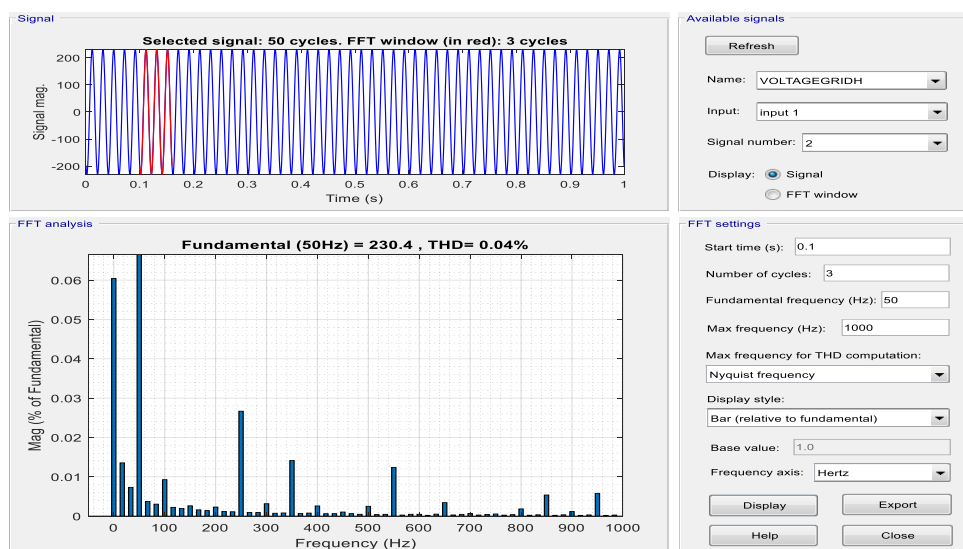 Signal
Selected signal: 50 cycles. FFT window (in red): 3 cycles
Signal mag.
200
100
0
-100
-200
0 0.1 0.2 0.3 0.4 0.5 0.6 0.7 0.8 0.9 1
Time (s)
Available signals
Refresh
Name: VOLTAGEGRIDH
Input: input 1
Signal number: 2
Display: Signal
FFT window
FFT analysis
Fundamental (50Hz) = 230.4 , THD= 0.04%
Mag (% of Fundamental)
0.06
0.05
0.04
0.03
0.02
0.01
0
0 100 200 300 400 500 600 700 800 900 1000
Frequency (Hz)
FFT settings
Start time (s): 0.1
Number of cycles: 3
Fundamental frequency (Hz): 50
Max frequency (Hz): 1000
Max frequency for THD computation:
Nyquist frequency
Display style:
Bar (relative to fundamental)
Base value: 1.0
Frequency axis: Hertz
Display Export
Help Close